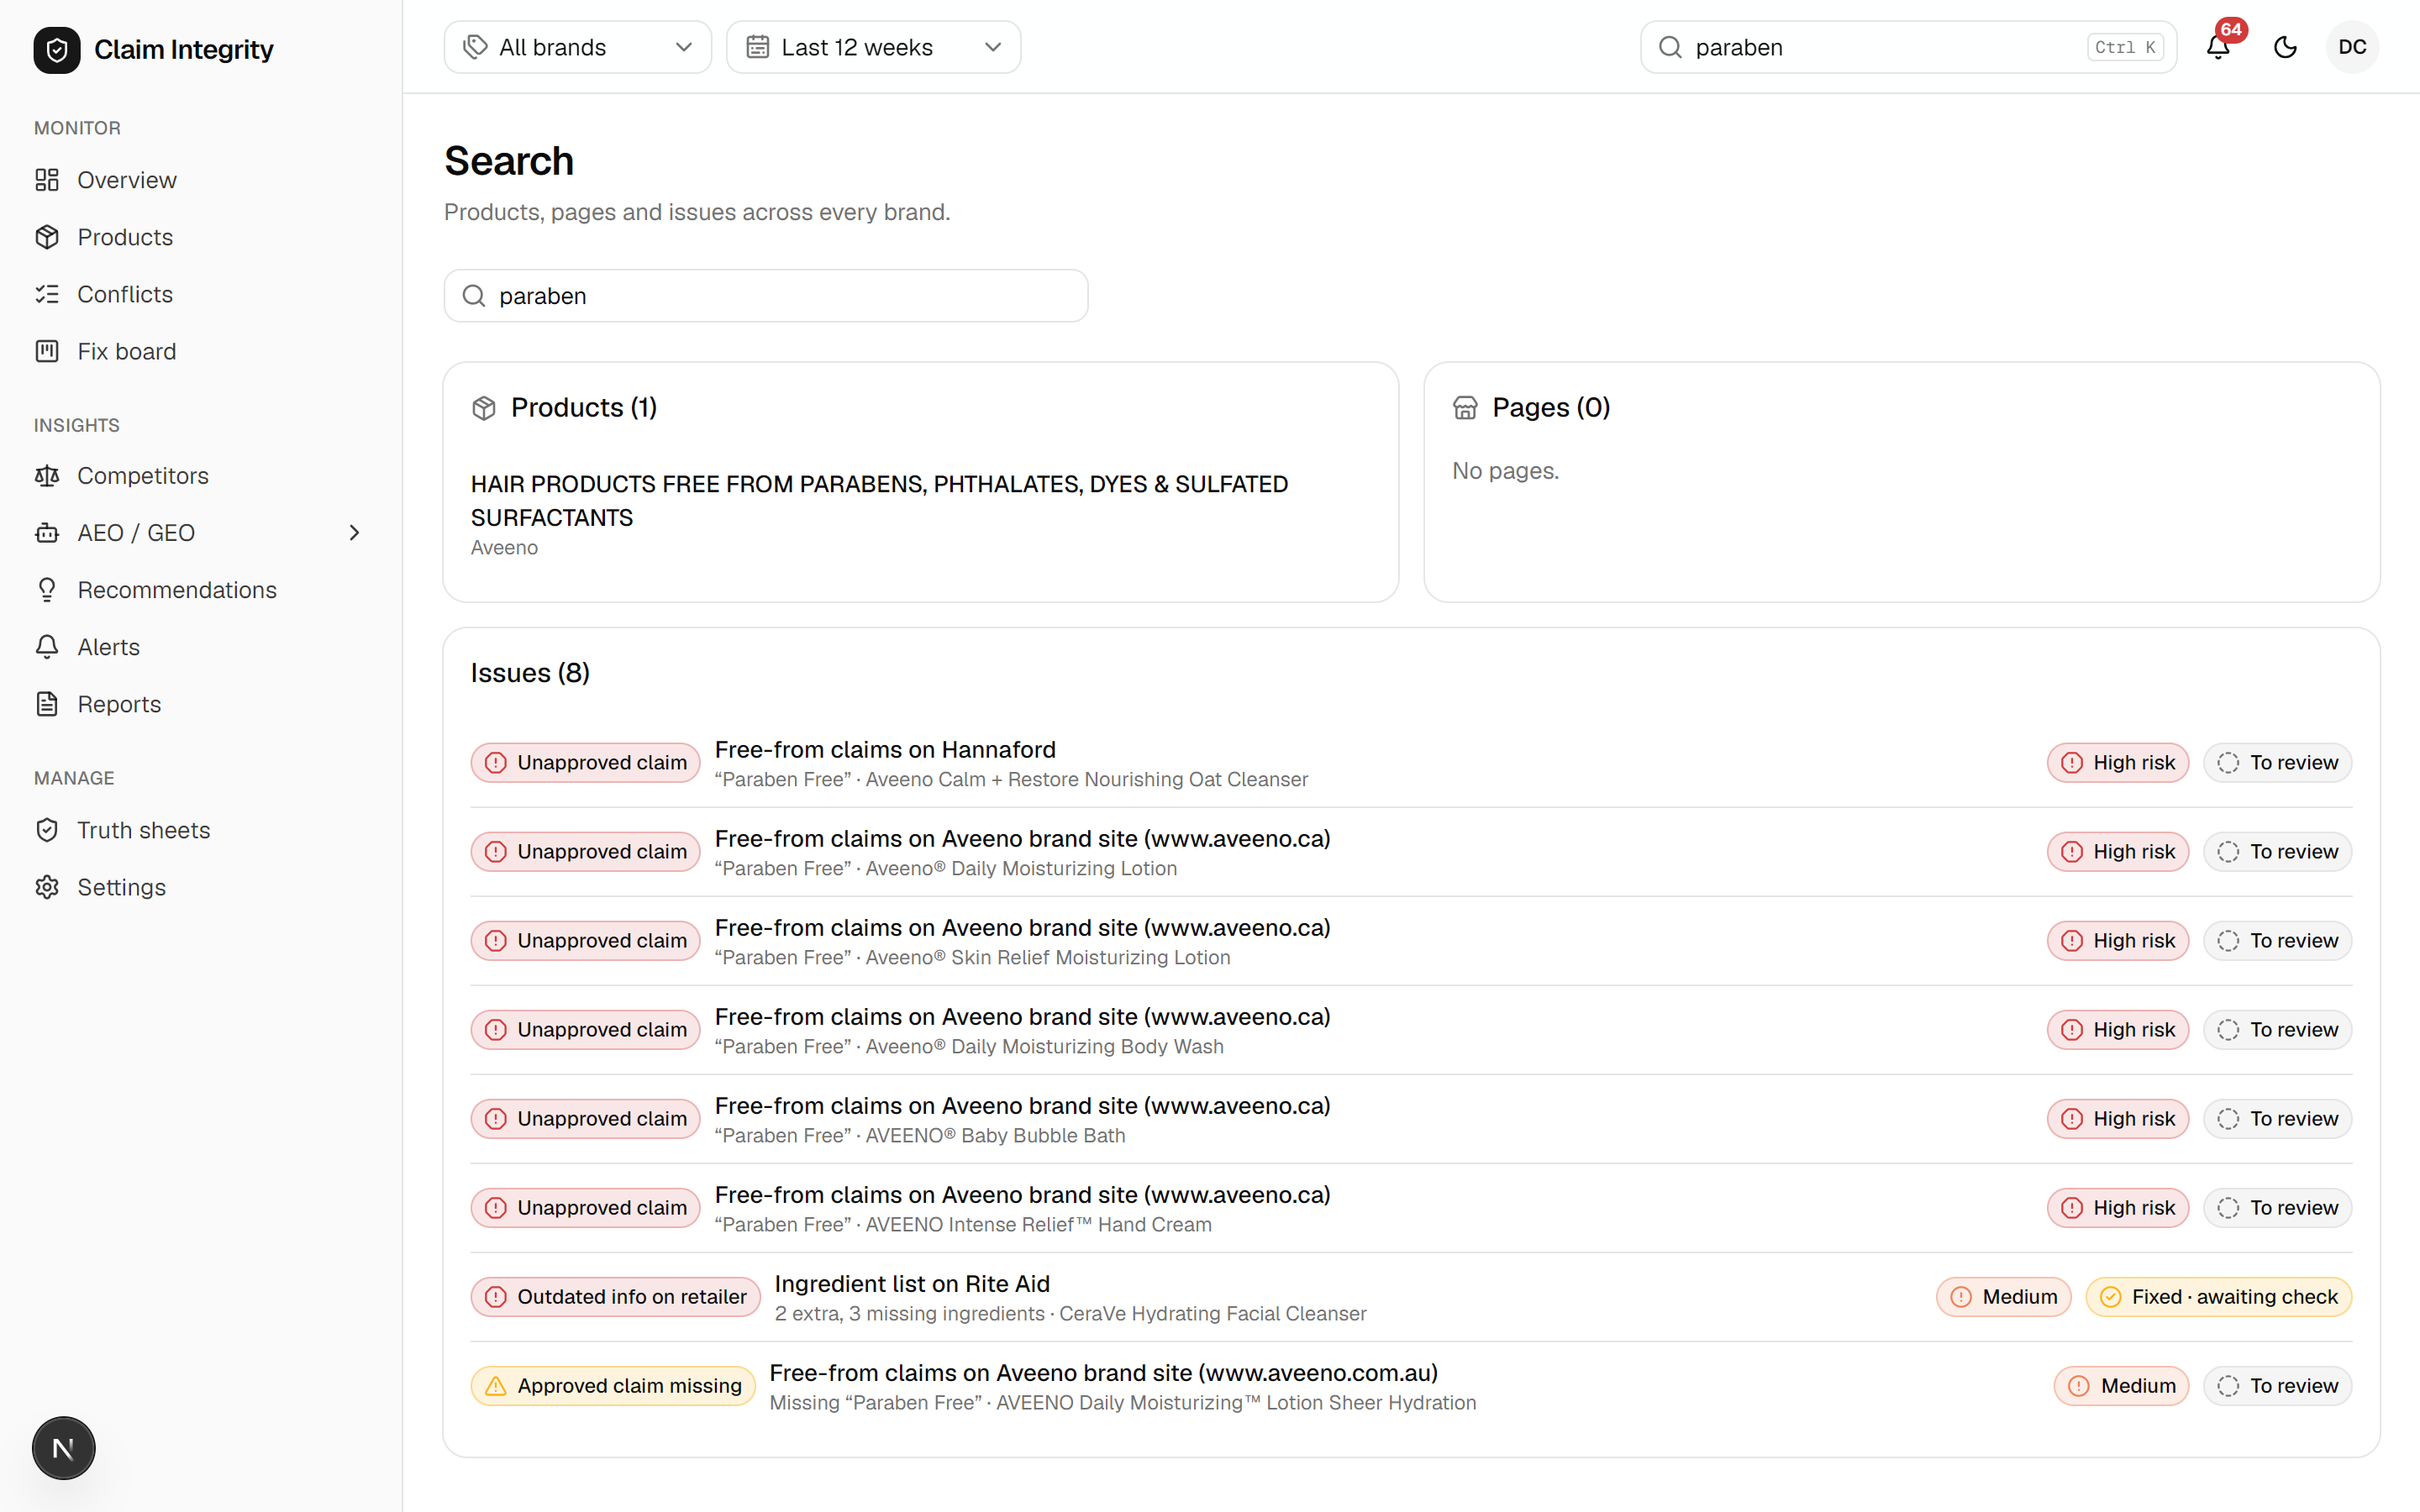 Claim Integrity
All brands
Last 12 weeks
paraben
Ctrl K
64
DC
MONITOR
Overview
Products
Conflicts
Fix board
INSIGHTS
Competitors
AEO / GEO
Recommendations
Alerts
Reports
MANAGE
Truth sheets
Settings
N
Search
Products, pages and issues across every brand.
paraben
Products (1)
HAIR PRODUCTS FREE FROM PARABENS, PHTHALATES, DYES & SULFATED
SURFACTANTS
Aveeno
Pages (0)
No pages.
Issues (8)
Unapproved claim
Free-from claims on Hannaford
“Paraben Free” · Aveeno Calm + Restore Nourishing Oat Cleanser
High risk
To review
Unapproved claim
Free-from claims on Aveeno brand site (www.aveeno.ca)
“Paraben Free” · Aveeno® Daily Moisturizing Lotion
High risk
To review
Unapproved claim
Free-from claims on Aveeno brand site (www.aveeno.ca)
“Paraben Free” · Aveeno® Skin Relief Moisturizing Lotion
High risk
To review
Unapproved claim
Free-from claims on Aveeno brand site (www.aveeno.ca)
“Paraben Free” · Aveeno® Daily Moisturizing Body Wash
High risk
To review
Unapproved claim
Free-from claims on Aveeno brand site (www.aveeno.ca)
“Paraben Free” · AVEENO® Baby Bubble Bath
High risk
To review
Unapproved claim
Free-from claims on Aveeno brand site (www.aveeno.ca)
“Paraben Free” · AVEENO Intense Relief™ Hand Cream
High risk
To review
Outdated info on retailer
Ingredient list on Rite Aid
2 extra, 3 missing ingredients · CeraVe Hydrating Facial Cleanser
Medium
Fixed · awaiting check
Approved claim missing
Free-from claims on Aveeno brand site (www.aveeno.com.au)
Missing “Paraben Free” · AVEENO Daily Moisturizing™ Lotion Sheer Hydration
Medium
To review